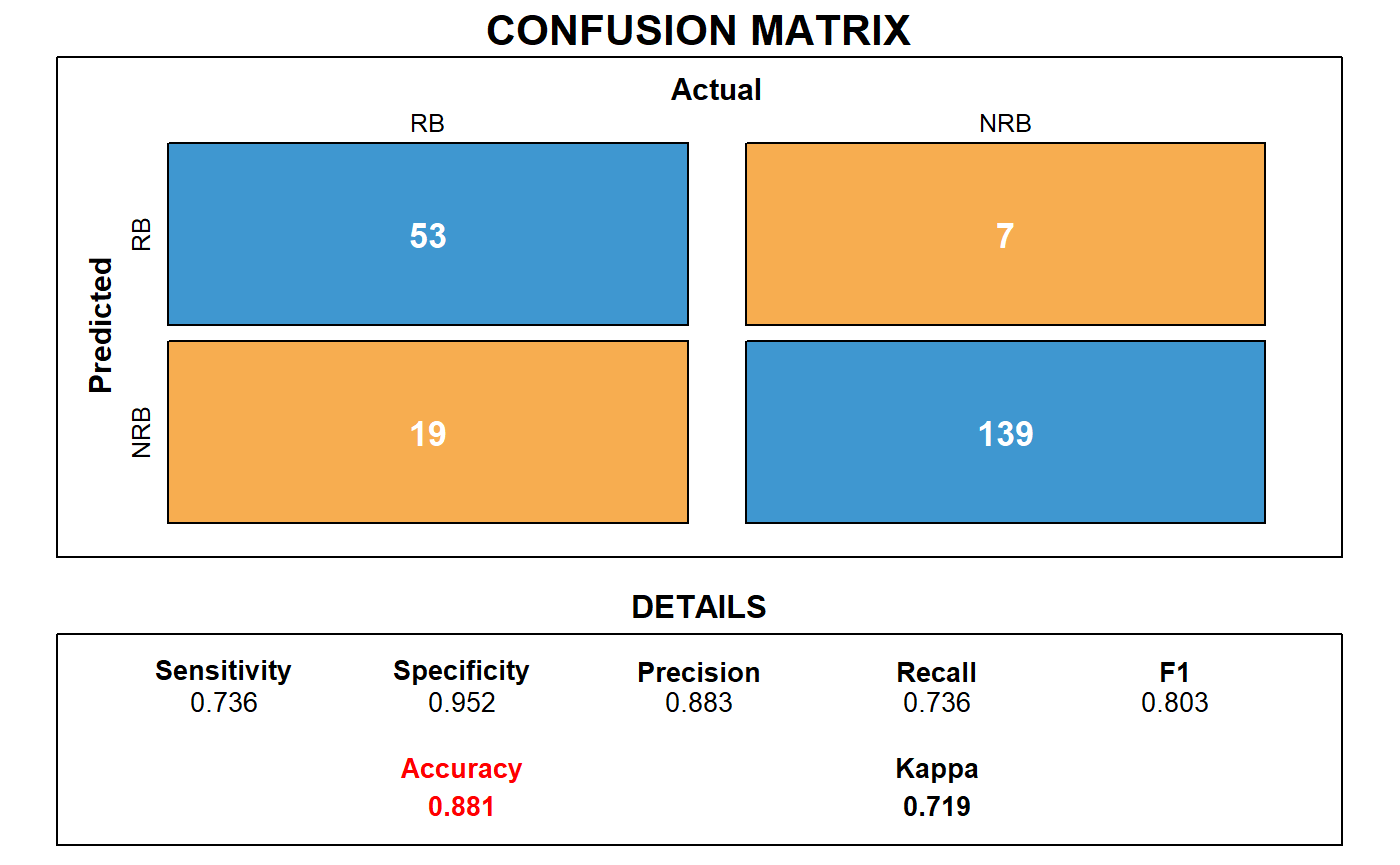 CONFUSION MATRIX
Actual
RB NRB
Predicted
RB
53 7
NRB
19 139
DETAILS
Sensitivity Specificity Precision Recall F1
0.736 0.952 0.883 0.736 0.803
Accuracy Kappa
0.881 0.719